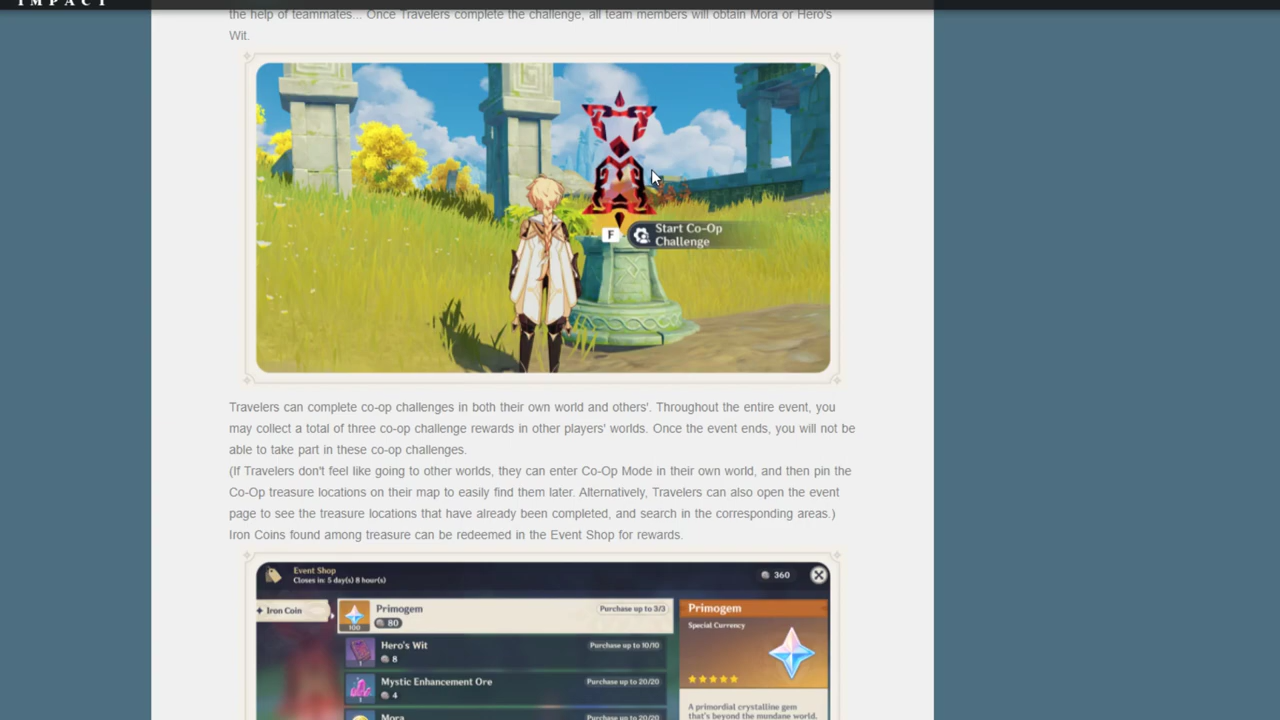 IMPACT
the help of teammates... Once Travelers complete the challenge, all team members will obtain Mora or Hero's
Wit.
F
Start Co-Op
Challenge
Travelers can complete co-op challenges in both their own world and others'. Throughout the entire event, you
may collect a total of three co-op challenge rewards in other players' worlds. Once the event ends, you will not be
able to take part in these co-op challenges.
(If Travelers don't feel like going to other worlds, they can enter Co-Op Mode in their own world, and then pin the
Co-Op treasure locations on their map to easily find them later. Alternatively, Travelers can also open the event
page to see the treasure locations that have already been completed, and search in the corresponding areas.)
Iron Coins found among treasure can be redeemed in the Event Shop for rewards.
Event Shop
Closes in: 5 day(s) 8 hour(s)
360
Iron Coin
Primogem
Purchase up to 3/3
100
80
Hero's Wit
Purchase up to 10/10
1
8
Mystic Enhancement Ore
Purchase up to 20/20
1
4
Mora
Purchase up to 20/20
Primogem
Special Currency
A primordial crystalline gem
that's beyond the mundane world.